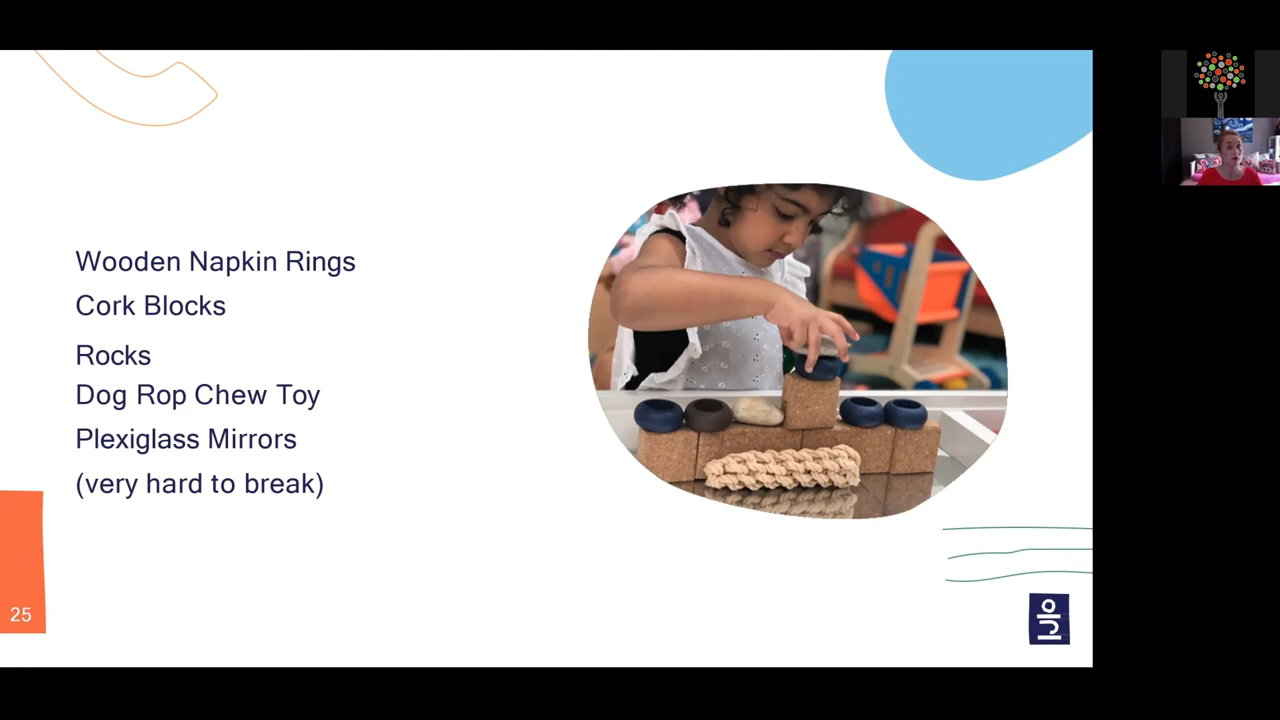 Wooden Napkin Rings
Cork Blocks
Rocks
Dog Rop Chew Toy
Plexiglass Mirrors
(very hard to break)
25